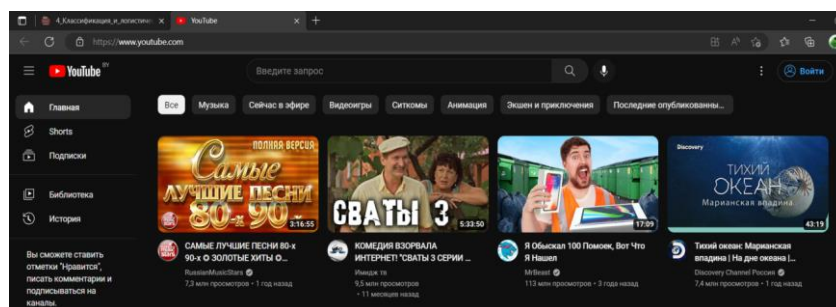 4_Классификация_и_логистиче
YouTube
https://www.youtube.com
YouTube BY
Введите запрос
Войти
Главная
Shorts
Подписки
Библиотека
История
Вы сможете ставить
отметки "Нравится",
писать комментарии и
подписываться на
каналы.
Все
Музыка
Сейчас в эфире
Видеоигры
Ситкомы
Анимация
Экшен и приключения
Последние опубликованны...
ПОЛНАЯ ВЕРСИЯ
Самые
ЛУЧШИЕ ПЕСНИ
80-х 90-х
3:16:55
САМЫЕ ЛУЧШИЕ ПЕСНИ 80-х
90-х ✪ ЗОЛОТЫЕ ХИТЫ ✪...
RussianMusicStars
7,3 млн просмотров • 1 год назад
СВАТЫ 3
5:33:50
КОМЕДИЯ ВЗОРВАЛА
ИНТЕРНЕТ! "СВАТЫ 3 СЕРИИ ...
Имидж тв
9,5 млн просмотров
• 11 месяцев назад
17:09
Я Обыскал 100 Помоек, Вот Что
Я Нашел
MrBeast
113 млн просмотров • 3 года назад
Discovery
ТИХИЙ
ОКЕАН
Марианская впадина
43:19
Тихий океан: Марианская
впадина | На дне океана |...
Discovery Channel Россия
7,4 млн просмотров • 1 год назад